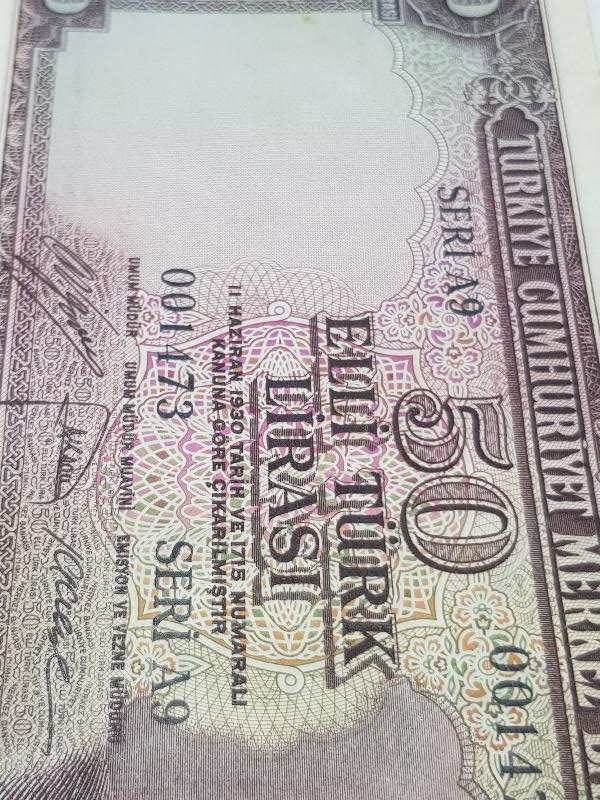 TÜRKİYE CUMHURİYET MERKEZ
SERİ A9
50
0014
ELLİ TÜRK
LİRASI
11 HAZİRAN 1930 TARİH VE 1715 NUMARALI
KANUNA GÖRE ÇIKARILMIŞTIR
001473
SERİ A9
UMUM MÜDÜR
UMUM MÜDÜR MUAVİNİ
EMİSYON VE VEZNE MÜDÜRÜ